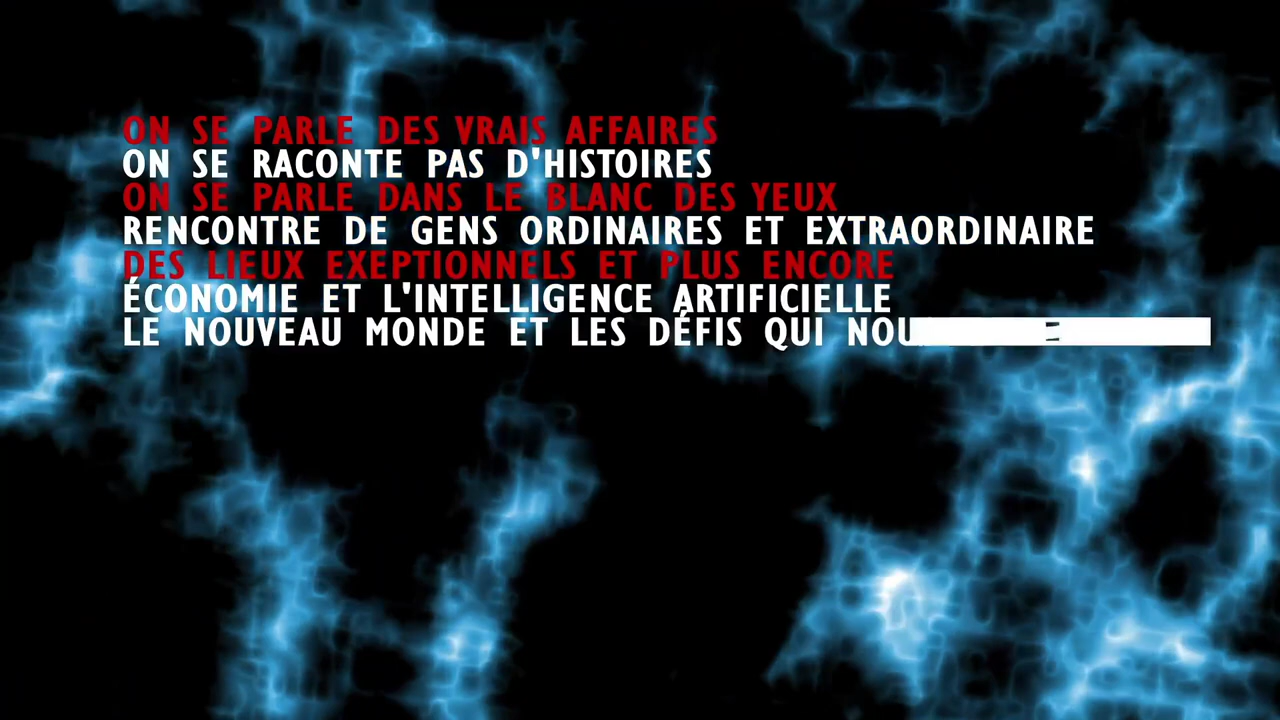 ON SE PARLE DES VRAIS AFFAIRES
ON SE RACONTE PAS D'HISTOIRES
ON SE PARLE DANS LE BLANC DES YEUX
RENCONTRE DE GENS ORDINAIRES ET EXTRAORDINAIRE
DES LIEUX EXEPTIONNELS ET PLUS ENCORE
ÉCONOMIE ET L'INTELLIGENCE ARTIFICIELLE
LE NOUVEAU MONDE ET LES DÉFIS QUI